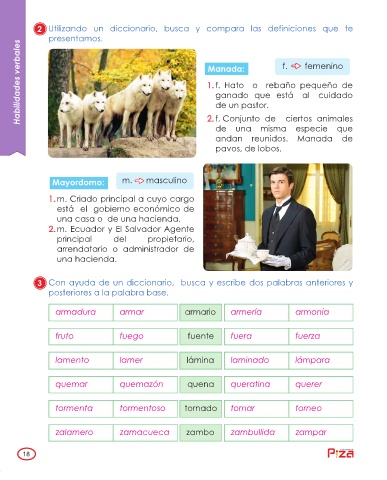 Habilidades verbales
2 Utilizando un diccionario, busca y compara las definiciones que te
presentamos.
Manada:
f. ➪ femenino
1. f. Hato o rebaño pequeño de
ganado que está al cuidado
de un pastor.
2. f. Conjunto de ciertos animales
de una misma especie que
andan reunidos. Manada de
pavos, de lobos.
Mayordomo:
m. ➪ masculino
1. m. Criado principal a cuyo cargo
está el gobierno económico de
una casa o de una hacienda.
2. m. Ecuador y El Salvador Agente
principal del propietario,
arrendatario o administrador de
una hacienda.
3 Con ayuda de un diccionario, busca y escribe dos palabras anteriores y
posteriores a la palabra base.
armadura armar armario armería armonía
fruto fuego fuente fuera fuerza
lamento lamer lámina laminado lámpara
quemar quemazón quena queratina querer
tormenta tormentoso tornado tornar torneo
zalamero zamacueca zambo zambullida zampar
18
Piza